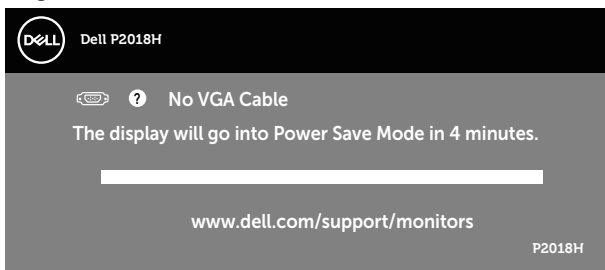 DELL
Dell P2018H
? No VGA Cable
The display will go into Power Save Mode in 4 minutes.
www.dell.com/support/monitors
P2018H